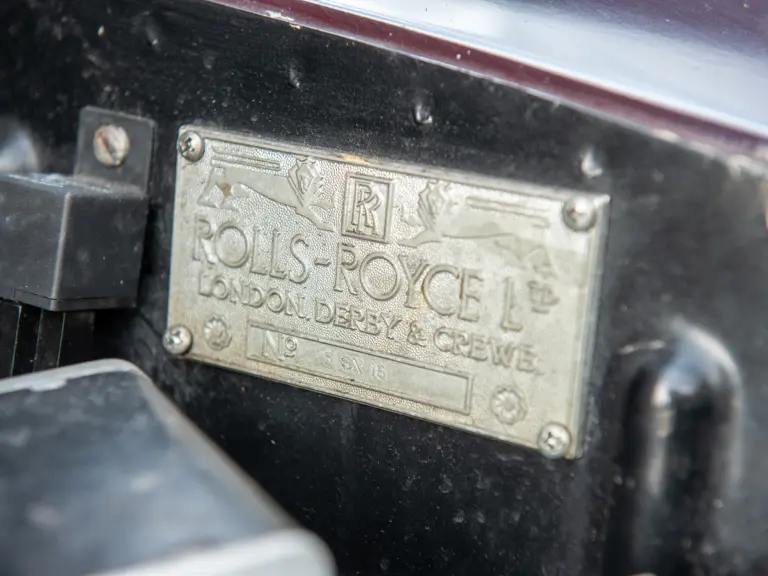 RR
ROLLS-ROYCE Lᵀᴰ
LONDON, DERBY & CREWE.
Nº